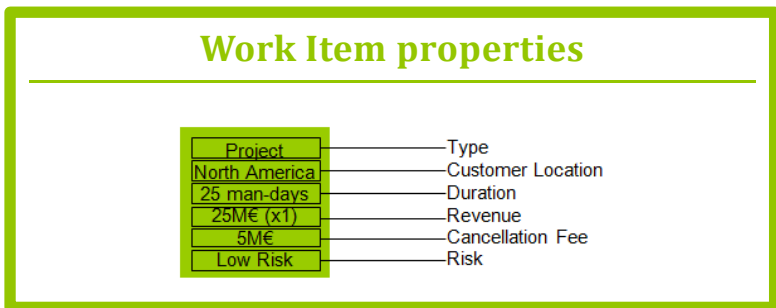 Work Item properties
Project Type
North America Customer Location
25 man-days Duration
25M€ (x1) Revenue
5M€ Cancellation Fee
Low Risk Risk